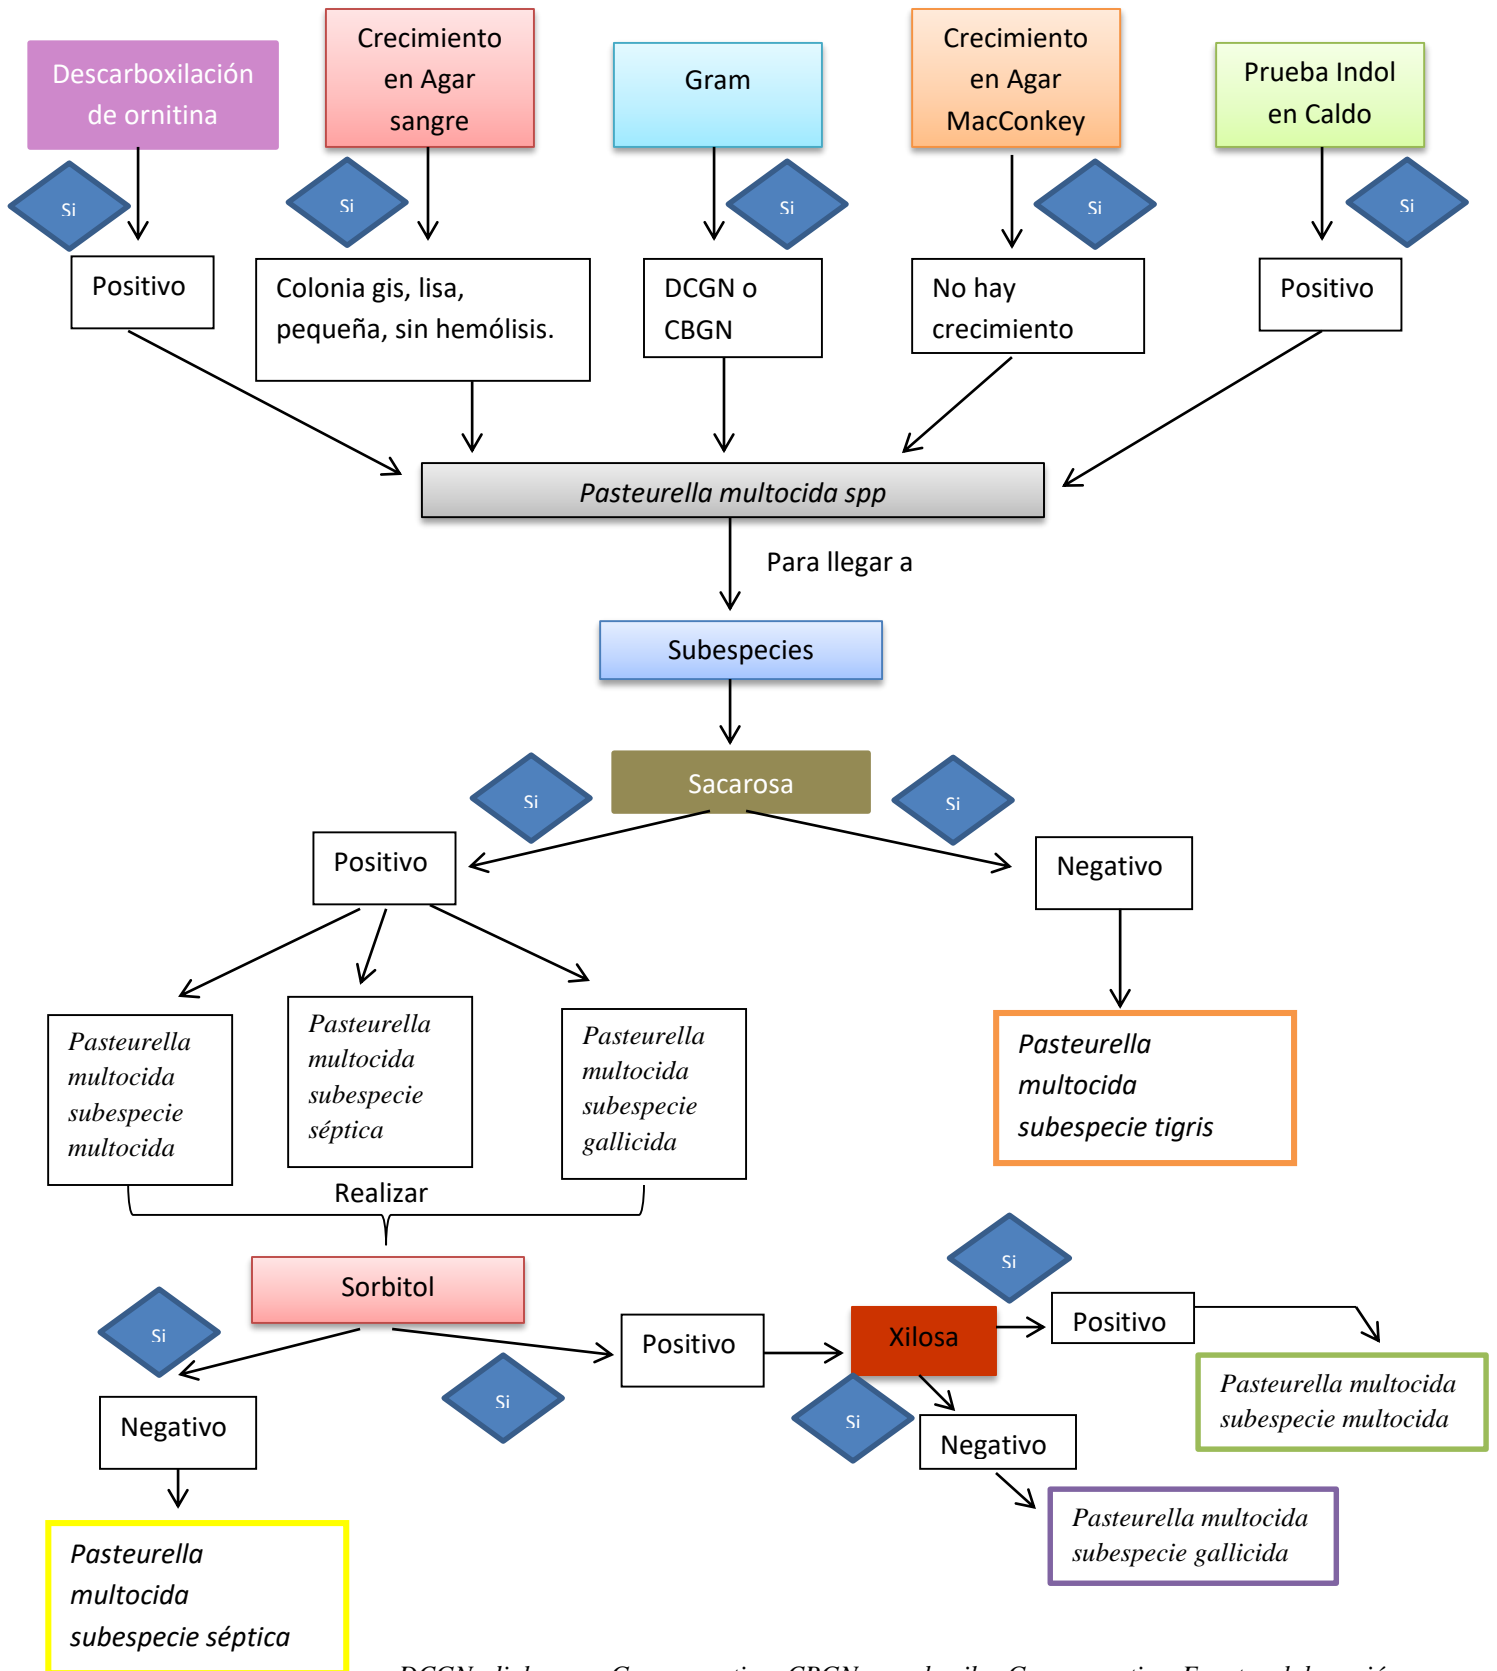 Descarboxilación
de ornitina
Crecimiento
en Agar
sangre
Gram
Crecimiento
en Agar
MacConkey
Prueba Indol
en Caldo
Si
Si
Si
Si
Si
Positivo
Colonia gis, lisa,
pequeña, sin hemólisis.
DCGN o
CBGN
No hay
crecimiento
Positivo
Pasteurella multocida spp
Para llegar a
Subespecies
Sacarosa
Si
Si
Positivo
Negativo
Pasteurella
multocida
subespecie
multocida
Pasteurella
multocida
subespecie
séptica
Pasteurella
multocida
subespecie
gallicida
Pasteurella
multocida
subespecie tigris
Realizar
Sorbitol
Si
Si
Positivo
Xilosa
Si
Si
Positivo
Pasteurella multocida
subespecie multocida
Negativo
Negativo
Pasteurella multocida
subespecie gallicida
Pasteurella
multocida
subespecie séptica